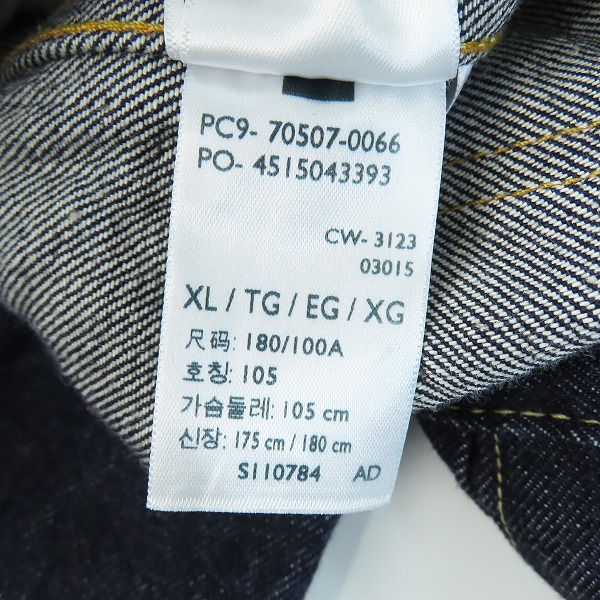 PC9- 70507-0066
PO- 4515043393
CW- 3123
03015
XL / TG / EG / XG
尺码: 180/100A
호칭: 105
가슴둘레: 105 cm
신장: 175 cm / 180 cm
S110784 AD